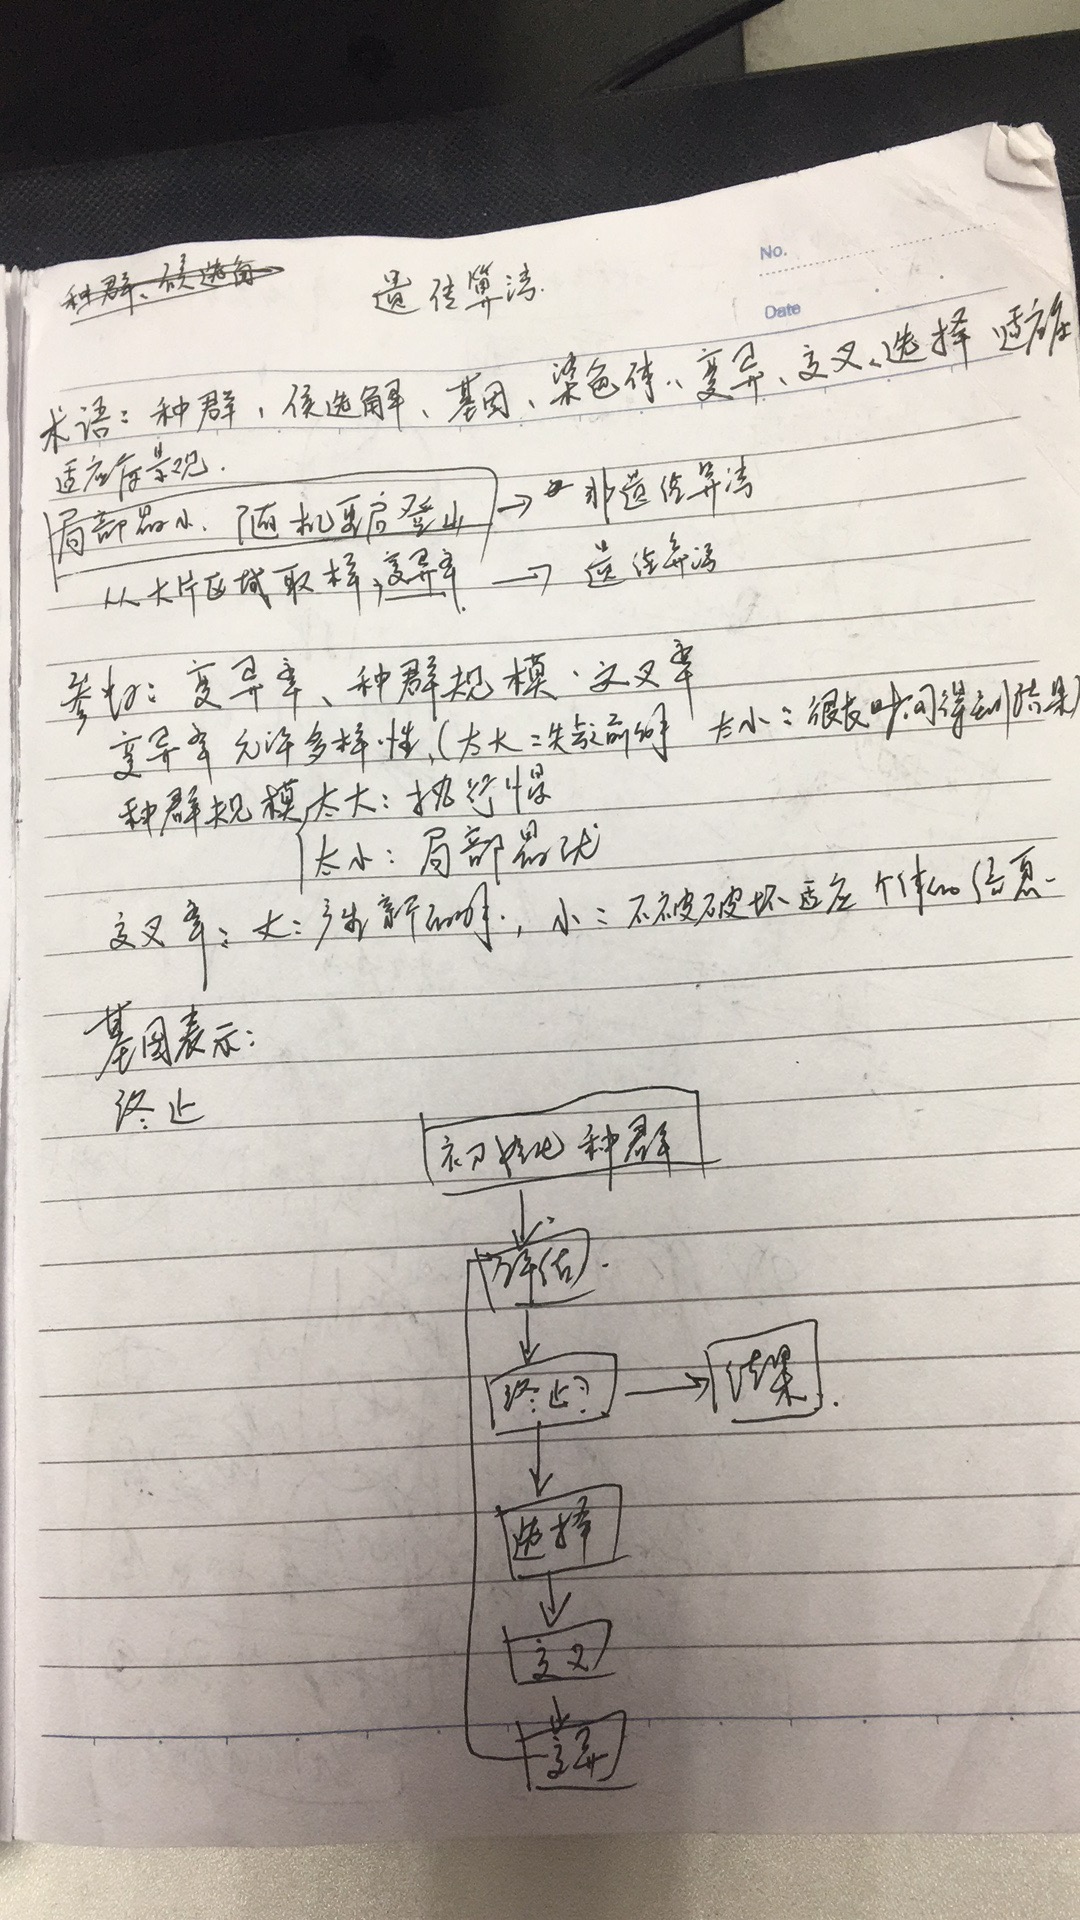 种群、候选角
遗传算法.
No.
Date
术语：种群、候选解、基因、染色体、变异、交叉、选择 适应度
适应度景观.
局部最小. 随机重启登山 → 非遗传算法
从大片区域取样,变异率 → 遗传算法
参数：变异率、种群规模.交叉率
变异率 允许多样性,(太大：失去前的解 太小：很长时间得到结果)
种群规模 太大：执行慢
太小：局部最优
交叉率：大：产生新的解, 小：不被破坏适应个体的信息.
基因表示：
终止
初始化种群
评估
终止? → 结果
选择
交叉
变异